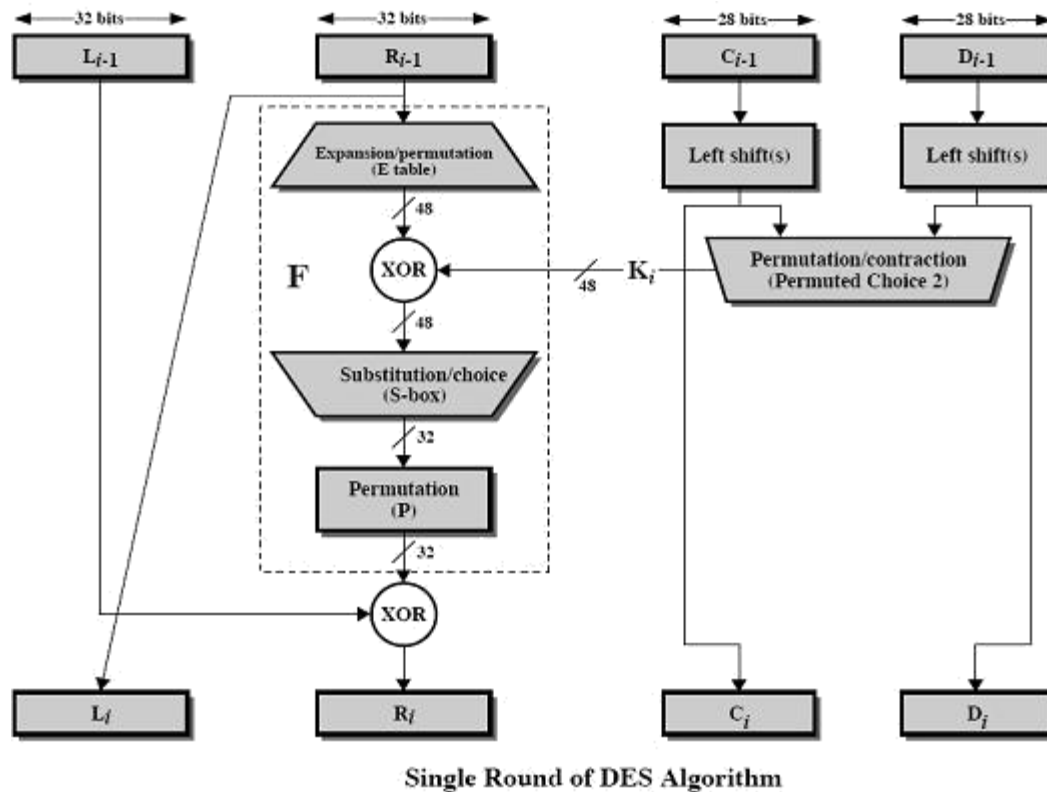 32 bits
32 bits
28 bits
28 bits
Li-1
Ri-1
Ci-1
Di-1
Expansion/permutation
(E table)
Left shift(s)
Left shift(s)
48
F
XOR
48
Ki
Permutation/contraction
(Permuted Choice 2)
48
Substitution/choice
(S-box)
32
Permutation
(P)
32
XOR
Li
Ri
Ci
Di
Single Round of DES Algorithm